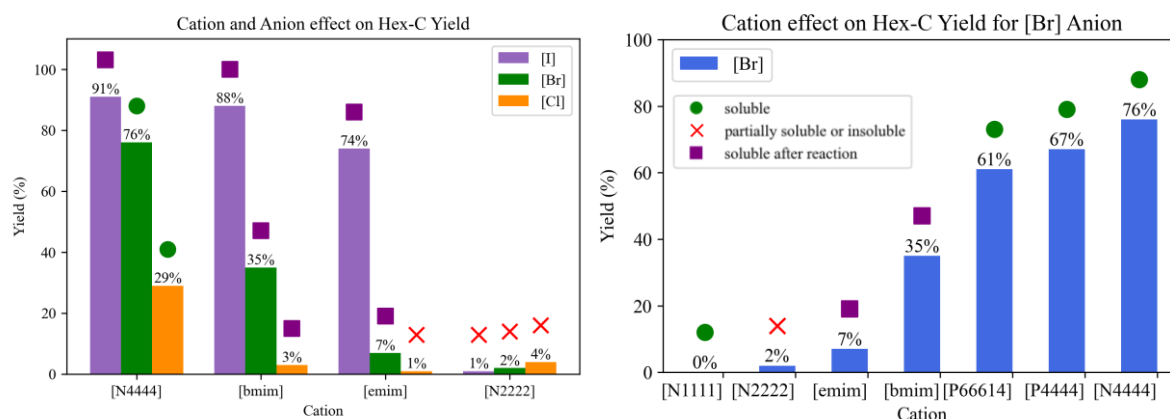 Cation and Anion effect on Hex-C Yield
[I]
[Br]
[Cl]
Yield (%)
100
80
60
40
20
0
91%
76%
29%
88%
35%
3%
74%
7%
1%
1%
2%
4%
[N4444]
[bmim]
[emim]
[N2222]
Cation
Cation effect on Hex-C Yield for [Br] Anion
[Br]
soluble
partially soluble or insoluble
soluble after reaction
Yield (%)
100
80
60
40
20
0
0%
2%
7%
35%
61%
67%
76%
[N1111]
[N2222]
[emim]
[bmim]
[P66614]
[P4444]
[N4444]
Cation